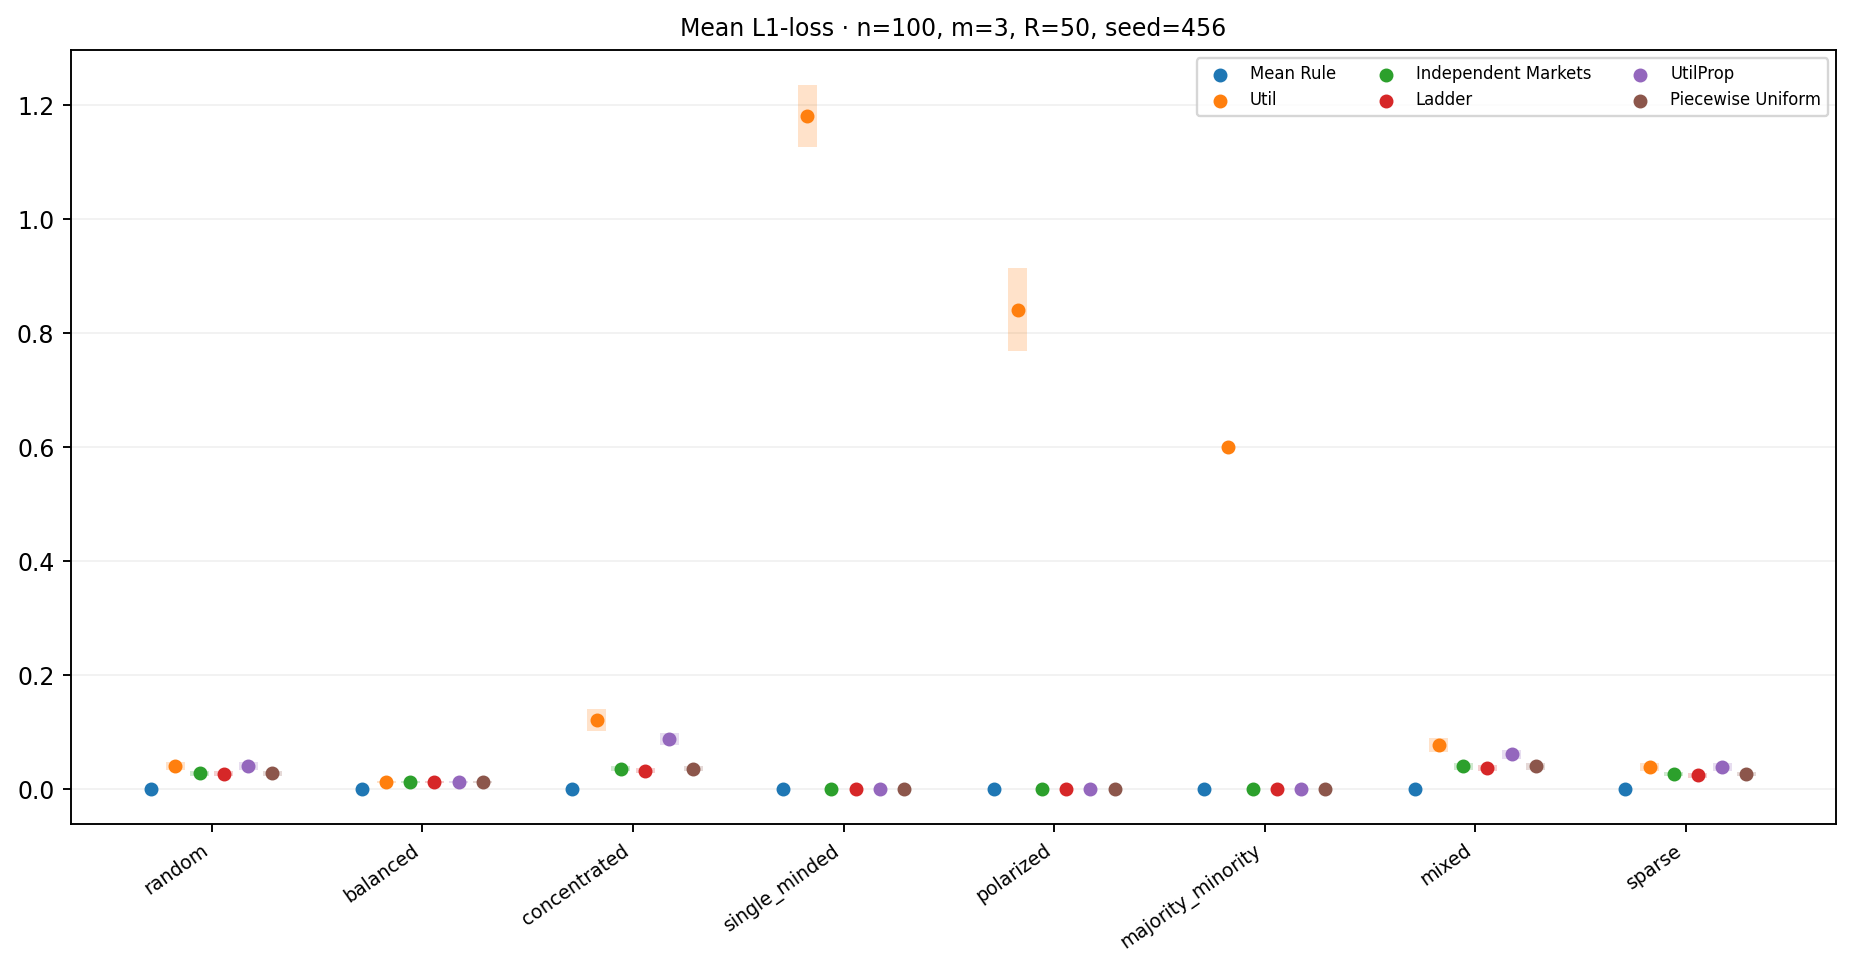 Mean L1-loss · n=100, m=3, R=50, seed=456
Mean Rule
Util
Independent Markets
Ladder
UtilProp
Piecewise Uniform
1.2
1.0
0.8
0.6
0.4
0.2
0.0
random
balanced
concentrated
single_minded
polarized
majority_minority
mixed
sparse